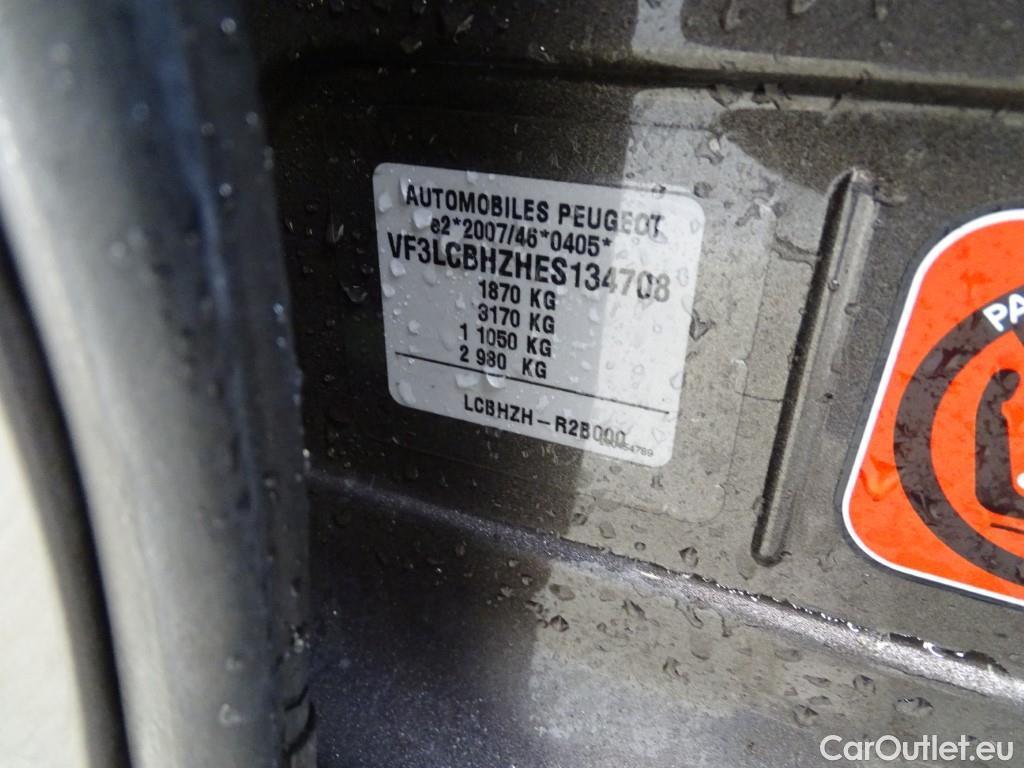 AUTOMOBILES PEUGEOT
e2*2007/46*0405*
VF3LCBHZHES134708
1870 KG
3170 KG
1 1050 KG
2 980 KG
LCBHZH-R2B000
PA
CarOutlet.eu